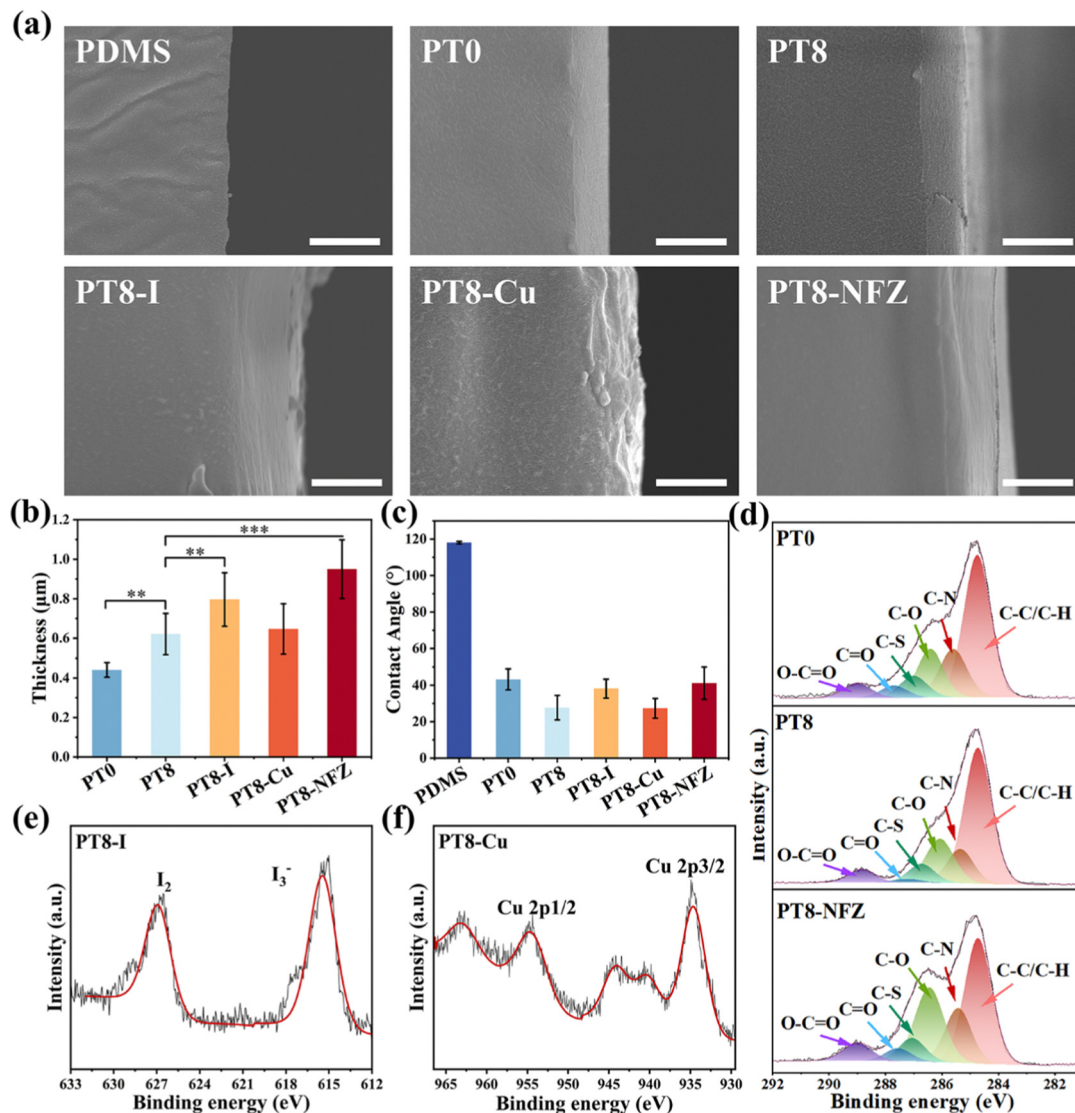 (a)
PDMS
PT0
PT8
PT8-I
PT8-Cu
PT8-NFZ
(b)
1.2
1.0
0.8
0.6
0.4
0.2
0.0
Thickness (μm)
**
**
***
PT0
PT8
PT8-I
PT8-Cu
PT8-NFZ
(c)
120
100
80
60
40
20
0
Contact Angle (°)
PDMS
PT0
PT8
PT8-I
PT8-Cu
PT8-NFZ
(d)
PT0
O-C=O
C=O
C-S
C-O
C-N
C-C/C-H
PT8
O-C=O
C=O
C-S
C-O
C-N
C-C/C-H
PT8-NFZ
O-C=O
C=O
C-S
C-O
C-N
C-C/C-H
Intensity (a.u.)
292 290 288 286 284 282
Binding energy (eV)
(e)
PT8-I
I₂
I₃⁻
Intensity (a.u.)
633 630 627 624 621 618 615 612
Binding energy (eV)
(f)
PT8-Cu
Cu 2p1/2
Cu 2p3/2
Intensity (a.u.)
965 960 955 950 945 940 935 930
Binding energy (eV)